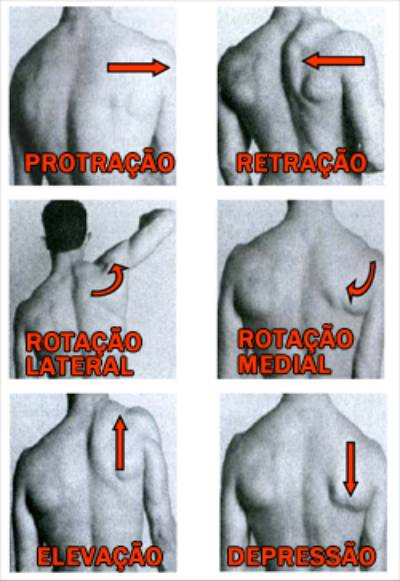 PROTRAÇÃO
RETRAÇÃO
ROTAÇÃO
LATERAL
ROTAÇÃO
MEDIAL
ELEVAÇÃO
DEPRESSÃO